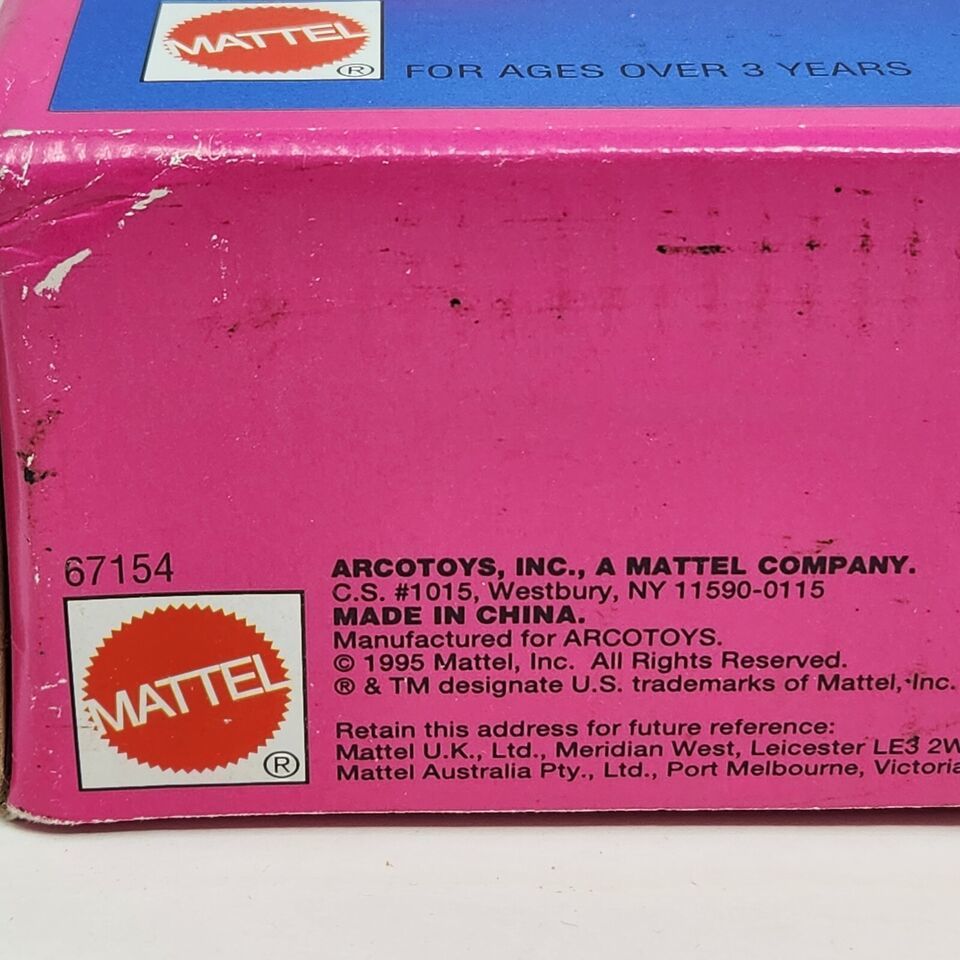 MATTEL
®
FOR AGES OVER 3 YEARS
67154
MATTEL
®
ARCOTOYS, INC., A MATTEL COMPANY.
C.S. #1015, Westbury, NY 11590-0115
MADE IN CHINA.
Manufactured for ARCOTOYS.
© 1995 Mattel, Inc. All Rights Reserved.
® & TM designate U.S. trademarks of Mattel, Inc.
Retain this address for future reference:
Mattel U.K., Ltd., Meridian West, Leicester LE3 2W
Mattel Australia Pty., Ltd., Port Melbourne, Victoria